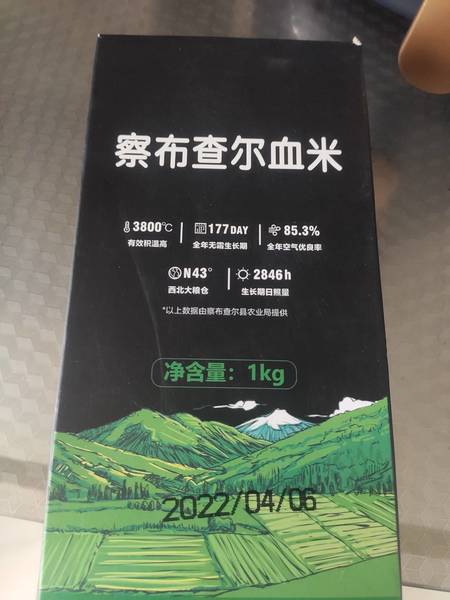 察布查尔血米
3800℃ 177DAY 85.3%
有效积温高 全年无霜生长期 全年空气优良率
N43° 2846h
西北大粮仓 生长期日照量
*以上数据由察布查尔县农业局提供
净含量：1kg
2022/04/06